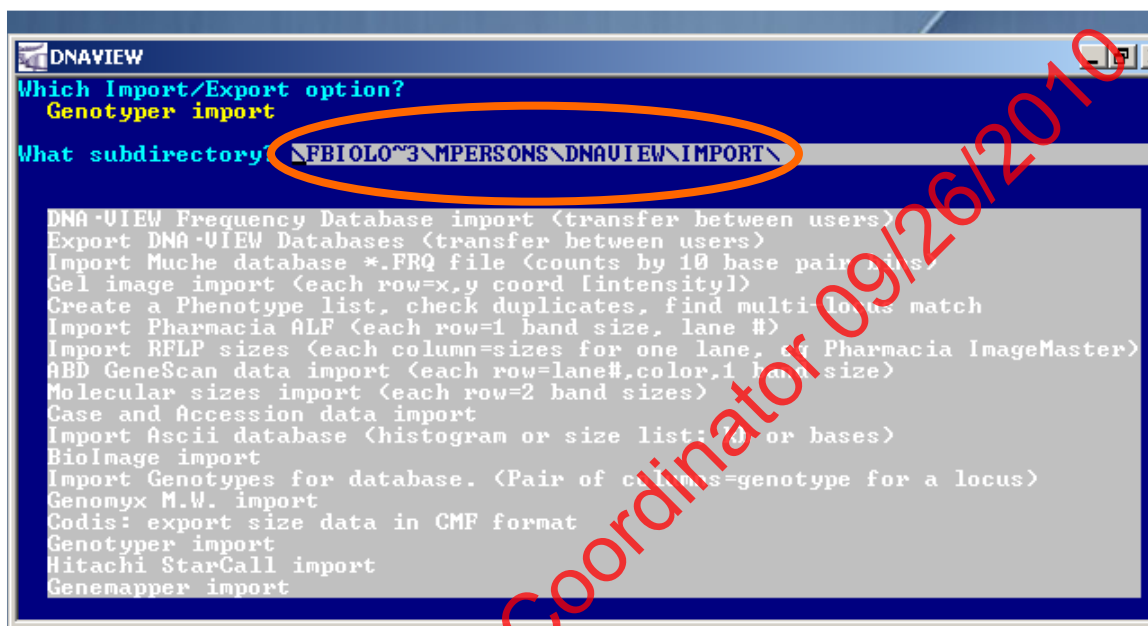 DNAVIEW
Which Import/Export option?
Genotyper import
What subdirectory? \FBIOLO~3\MPERSONS\DNAVIEW\IMPORT\
DNA·VIEW Frequency Database import (transfer between users)
Export DNA·VIEW Databases (transfer between users)
Import Muche database *.FRQ file (counts by 10 base pair bins)
Gel image import (each row=x,y coord [intensity])
Create a Phenotype list, check duplicates, find multi-locus match
Import Pharmacia ALF (each row=1 band size, lane #)
Import RFLP sizes (each column=sizes for one lane, Pharmacia ImageMaster)
ABD GeneScan data import (each row=lane#,color,1 band size)
Molecular sizes import (each row=2 band sizes)
Case and Accession data import
Import Ascii database (histogram or size list; or bases)
BioImage import
Import Genotypes for database. (Pair of columns=genotype for a locus)
Genomyx M.W. import
Codis: export size data in CMF format
Genotyper import
Hitachi StarCall import
Genemapper import
Coordinator 09/26/2010